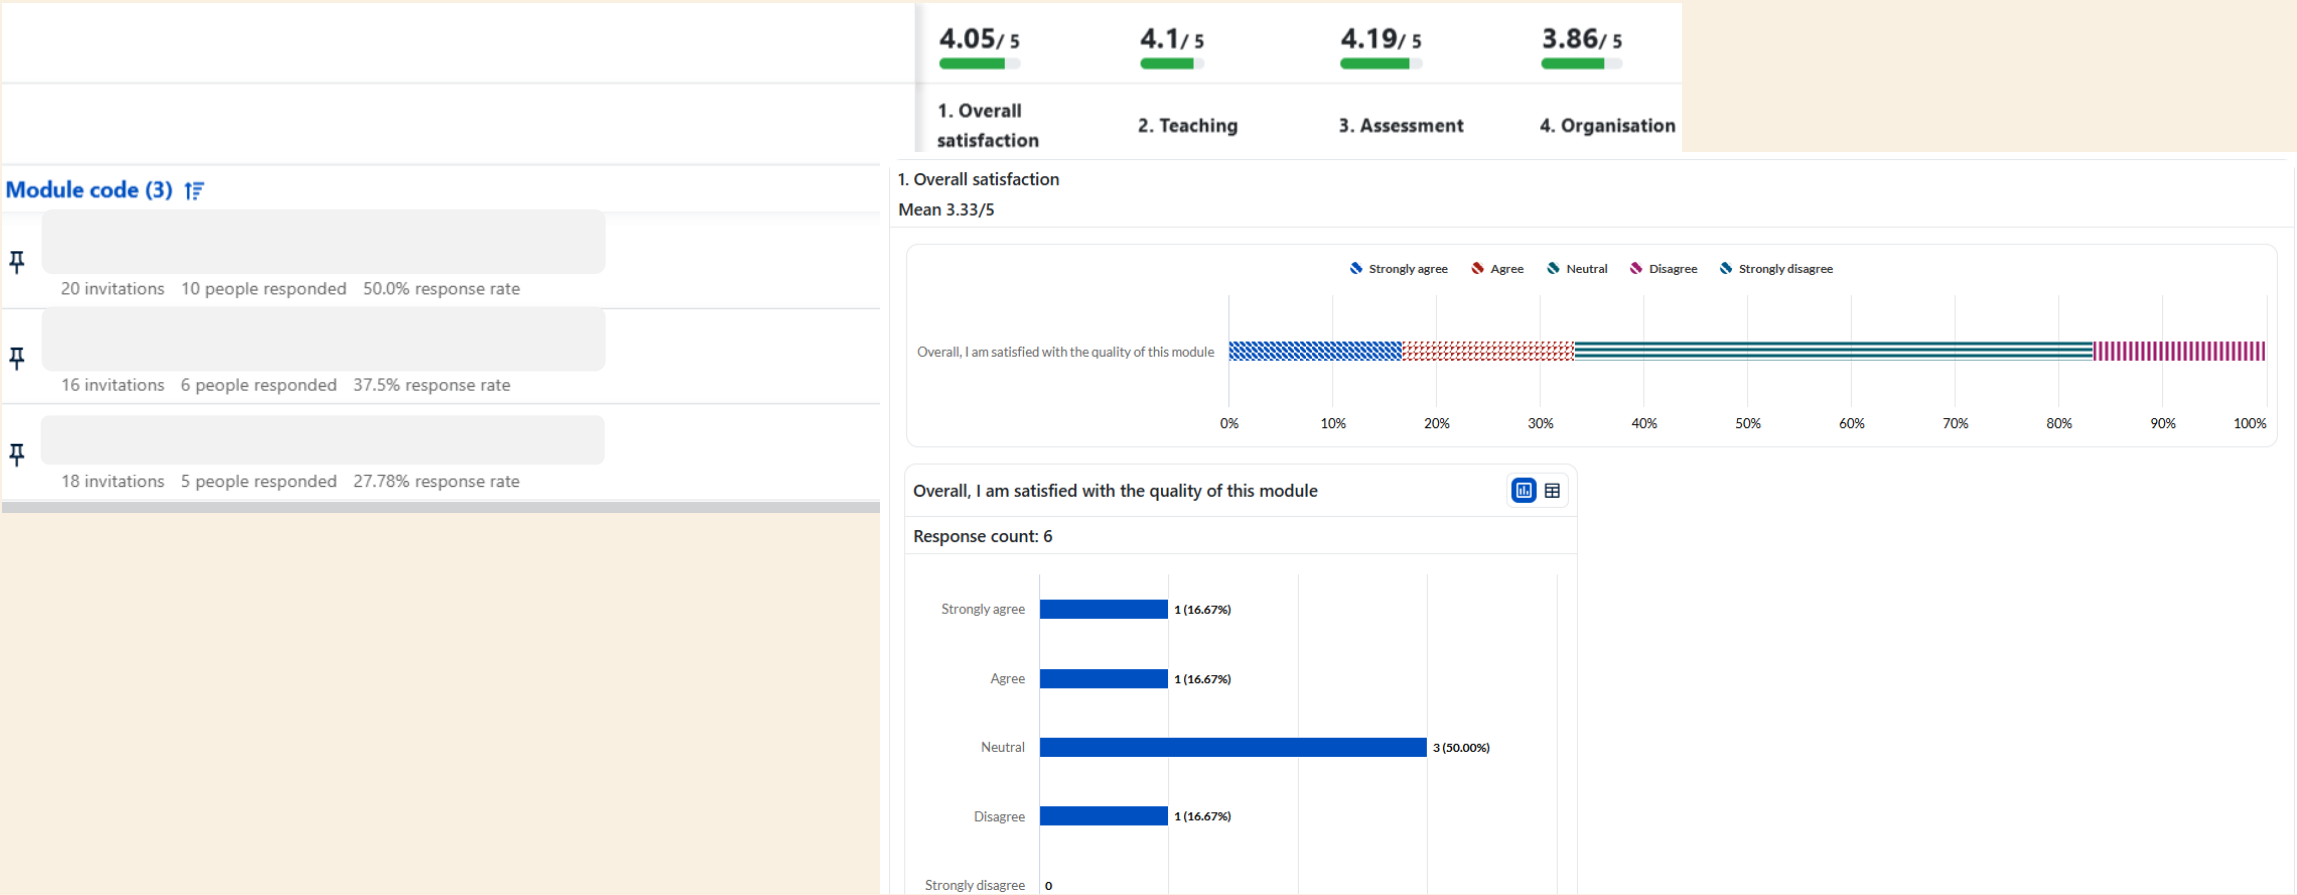 4.05/ 5 4.1/ 5 4.19/ 5 3.86/ 5
1. Overall satisfaction 2. Teaching 3. Assessment 4. Organisation
Module code (3)
20 invitations 10 people responded 50.0% response rate
16 invitations 6 people responded 37.5% response rate
18 invitations 5 people responded 27.78% response rate
1. Overall satisfaction
Mean 3.33/5
Strongly agree Agree Neutral Disagree Strongly disagree
Overall, I am satisfied with the quality of this module
0% 10% 20% 30% 40% 50% 60% 70% 80% 90% 100%
Overall, I am satisfied with the quality of this module
Response count: 6
Strongly agree 1 (16.67%)
Agree 1 (16.67%)
Neutral 3 (50.00%)
Disagree 1 (16.67%)
Strongly disagree 0